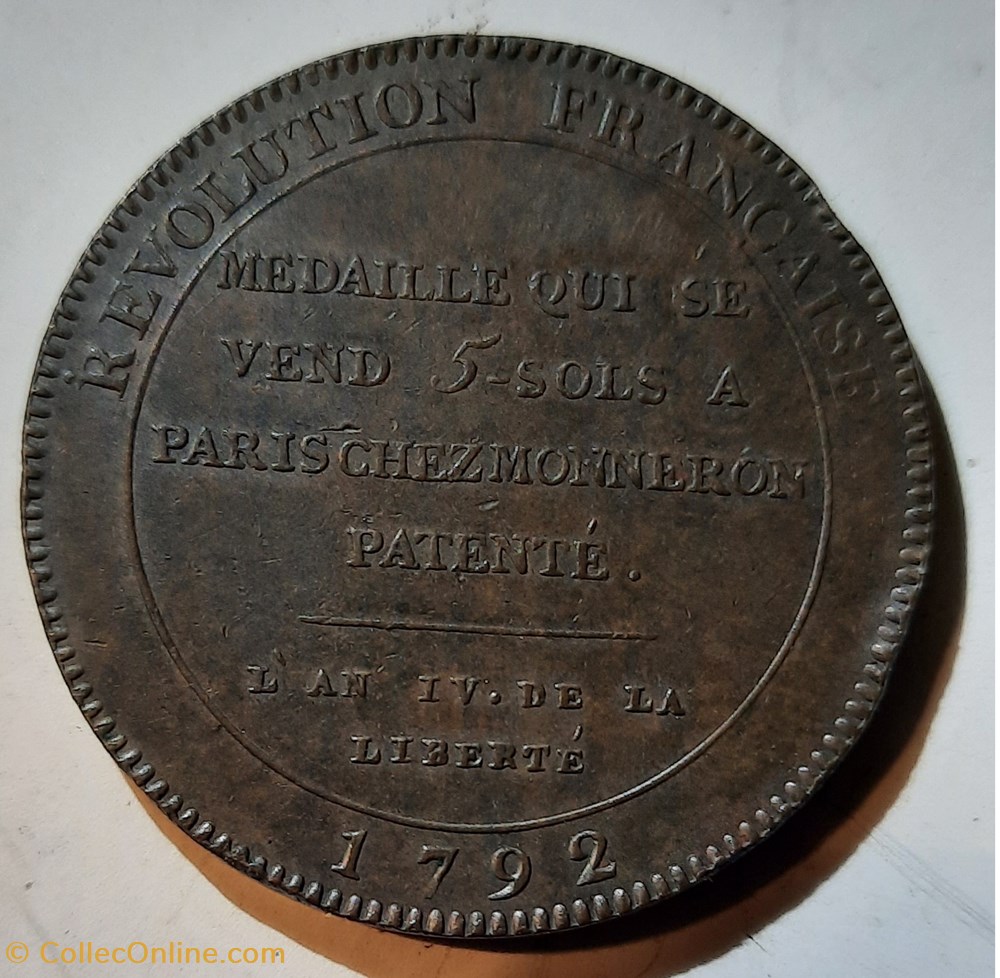 REVOLUTION FRANÇAISE
MEDAILLE QUI SE
VEND 5-SOLS A
PARIS CHEZ MONNERON
PATENTÉ.
L'AN IV. DE LA
LIBERTÉ
1792
© CollecOnline.com